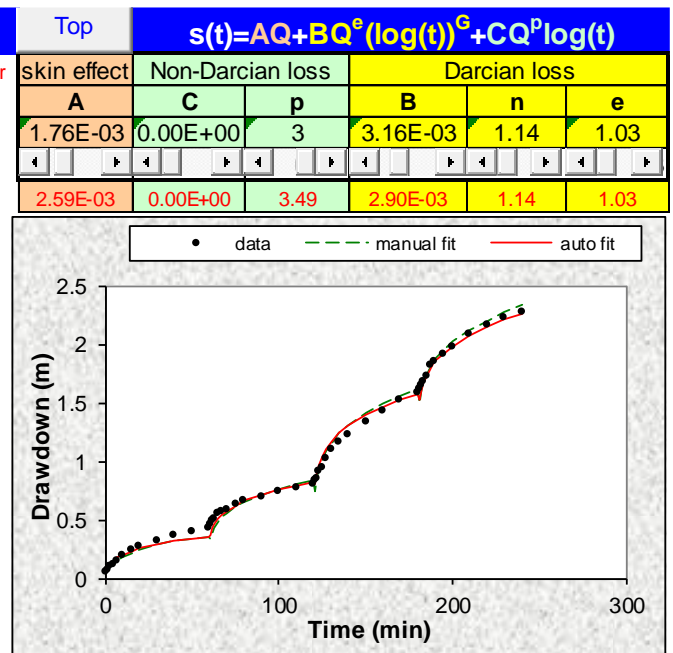 Top s(t)=AQ+BQ^e(log(t))^G+CQ^plog(t)
r skin effect Non-Darcian loss Darcian loss
A C p B n e
1.76E-03 0.00E+00 3 3.16E-03 1.14 1.03
2.59E-03 0.00E+00 3.49 2.90E-03 1.14 1.03
data manual fit auto fit
2.5
2
1.5
1
0.5
0
Drawdown (m)
0 100 200 300
Time (min)